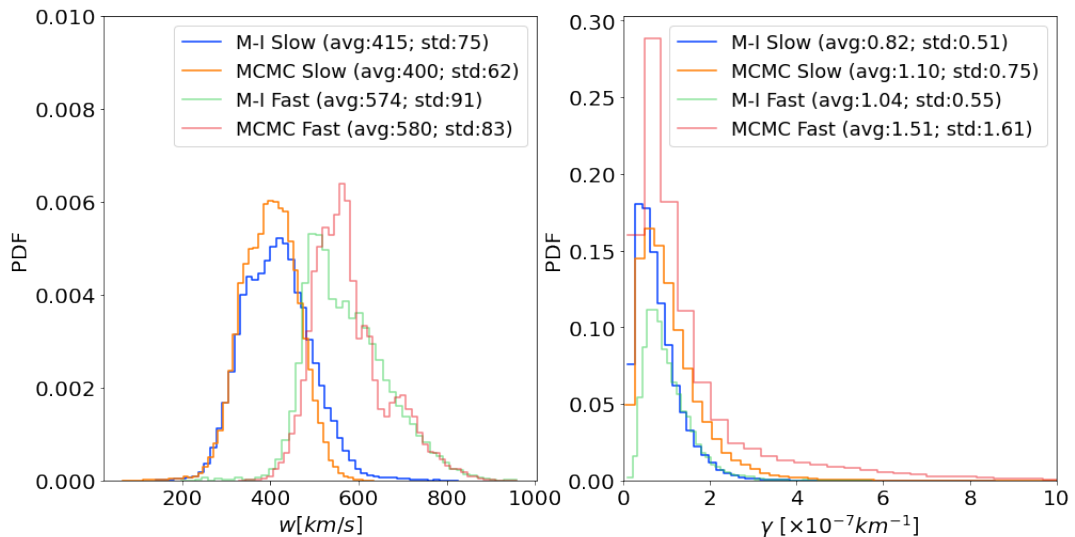 0.010
0.008
0.006
0.004
0.002
0.000
PDF
200
400
600
800
1000
w[km/s]
M-I Slow (avg:415; std:75)
MCMC Slow (avg:400; std:62)
M-I Fast (avg:574; std:91)
MCMC Fast (avg:580; std:83)
0.30
0.25
0.20
0.15
0.10
0.05
0.00
PDF
0
2
4
6
8
10
γ [×10⁻⁷km⁻¹]
M-I Slow (avg:0.82; std:0.51)
MCMC Slow (avg:1.10; std:0.75)
M-I Fast (avg:1.04; std:0.55)
MCMC Fast (avg:1.51; std:1.61)